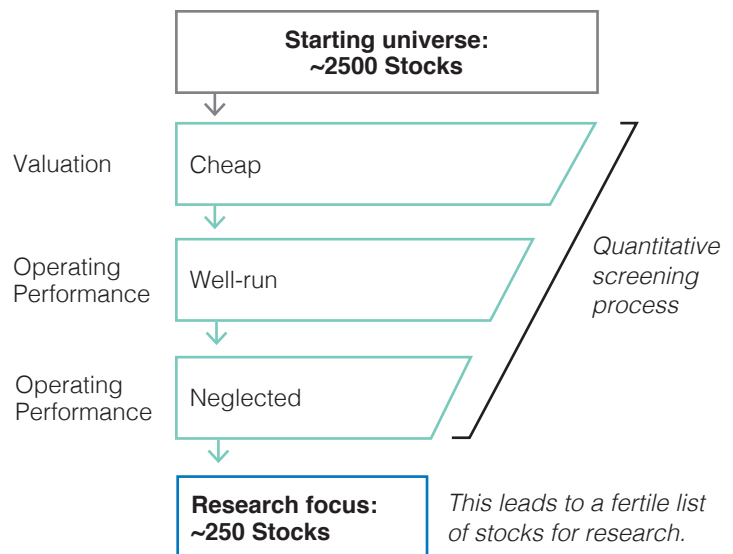 Starting universe:
~2500 Stocks
Valuation
Cheap
Operating
Performance
Well-run
Quantitative
screening
process
Operating
Performance
Neglected
Research focus:
~250 Stocks
This leads to a fertile list
of stocks for research.